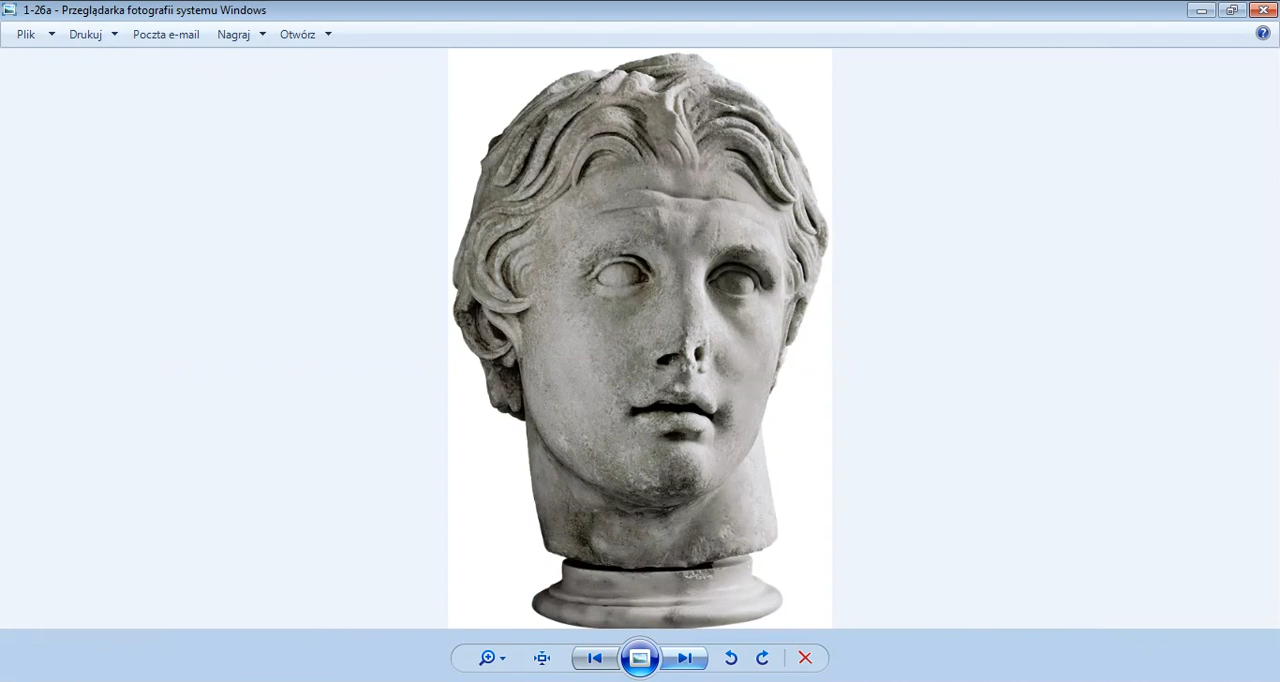 1-26a - Przeglądarka fotografii systemu Windows
Plik Drukuj Poczta e-mail Nagraj Otwórz